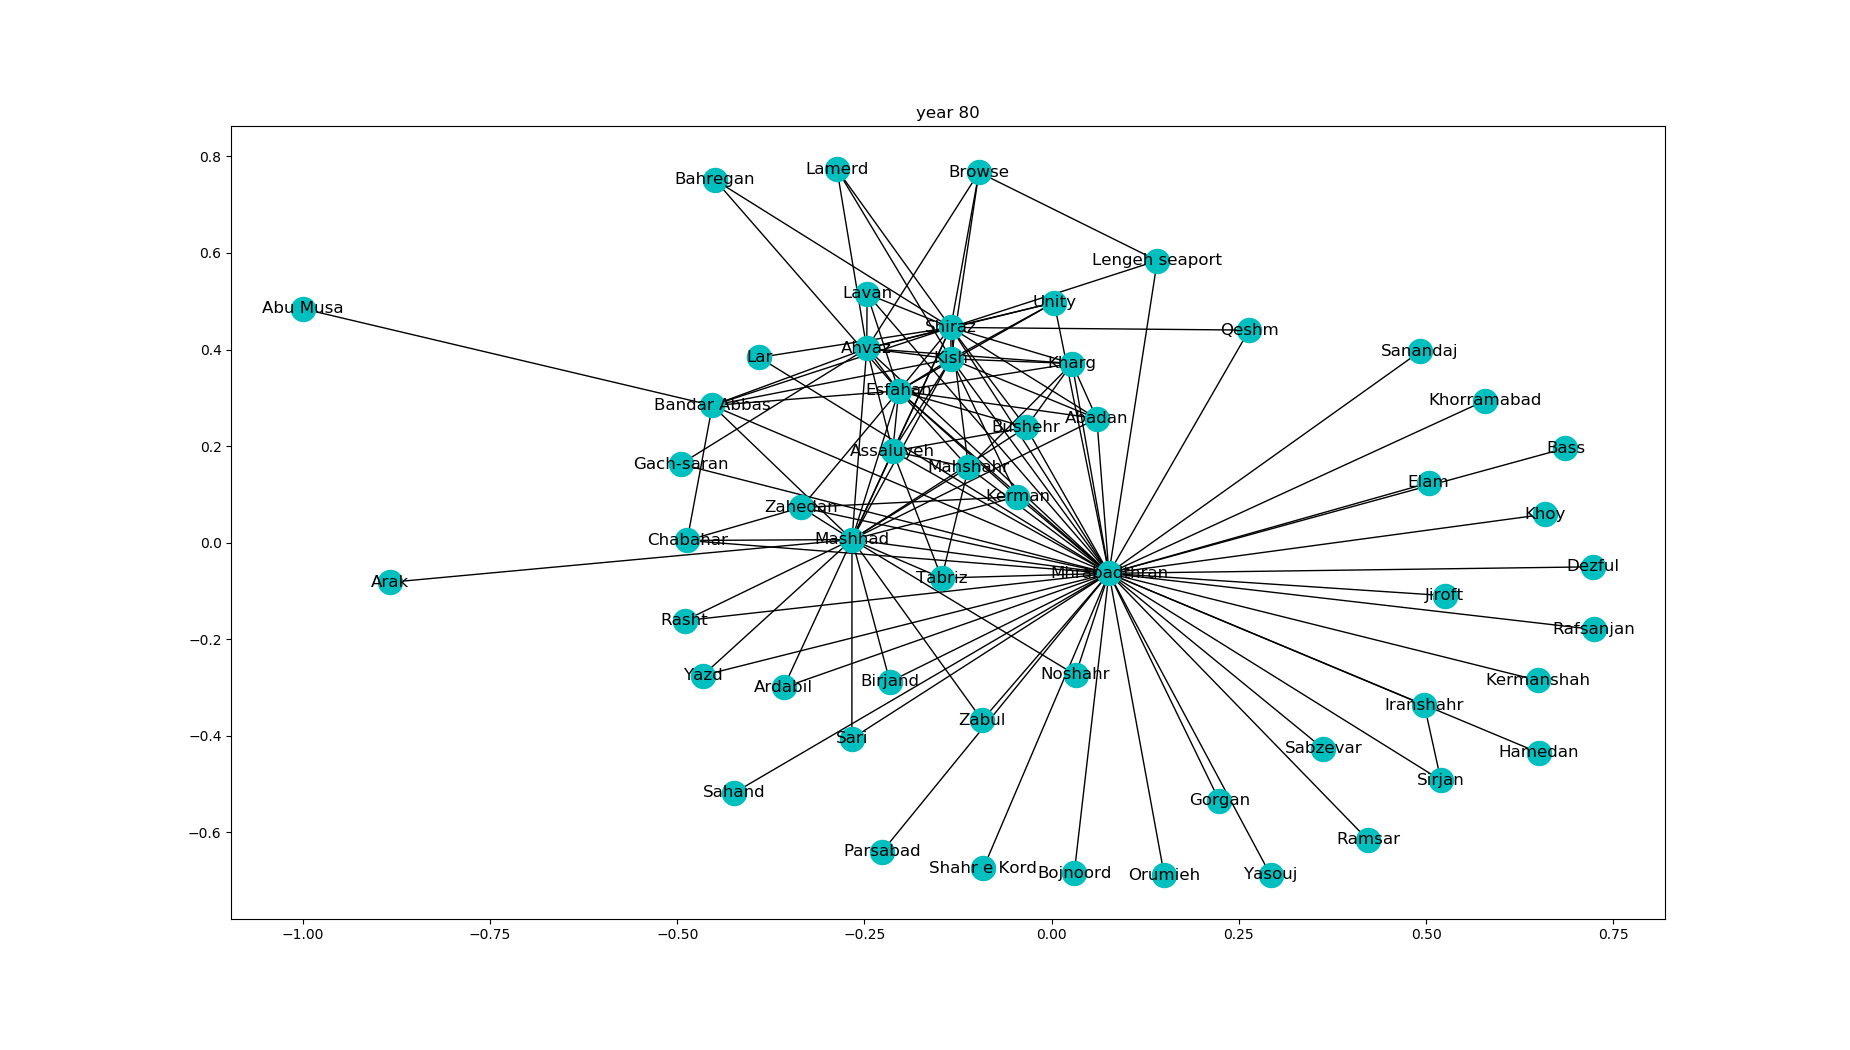 year 80
0.8
0.6
0.4
0.2
0.0
−0.2
−0.4
−0.6
−1.00
−0.75
−0.50
−0.25
0.00
0.25
0.50
0.75
Lamerd
Browse
Bahregan
Lengeh seaport
Lavan
Unity
Abu Musa
Shiraz
Qeshm
Ahvaz
Sanandaj
Lar
Kish
Kharg
Esfahan
Khorramabad
Bandar Abbas
Abadan
Bushehr
Bass
Assaluyeh
Gach-saran
Mahshahr
Elam
Kerman
Zahedan
Khoy
Chabahar
Mashhad
Dezful
Mhrabadthran
Tabriz
Arak
Jiroft
Rasht
Rafsanjan
Yazd
Noshahr
Birjand
Kermanshah
Ardabil
Iranshahr
Zabul
Sari
Sabzevar
Hamedan
Sirjan
Sahand
Gorgan
Ramsar
Parsabad
Shahr e Kord
Bojnoord
Orumieh
Yasouj